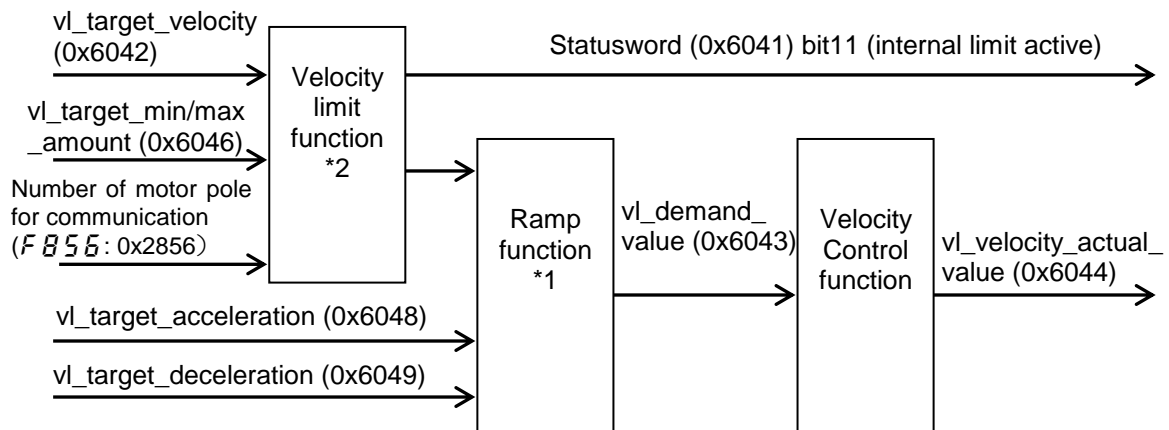 vl_target_velocity
(0x6042)
Statusword (0x6041) bit11 (internal limit active)
Velocity
limit
function
*2
vl_target_min/max
_amount (0x6046)
Number of motor pole
for communication
(F856: 0x2856）
Ramp
function
*1
vl_demand_
value (0x6043)
Velocity
Control
function
vl_velocity_actual_
value (0x6044)
vl_target_acceleration (0x6048)
vl_target_deceleration (0x6049)